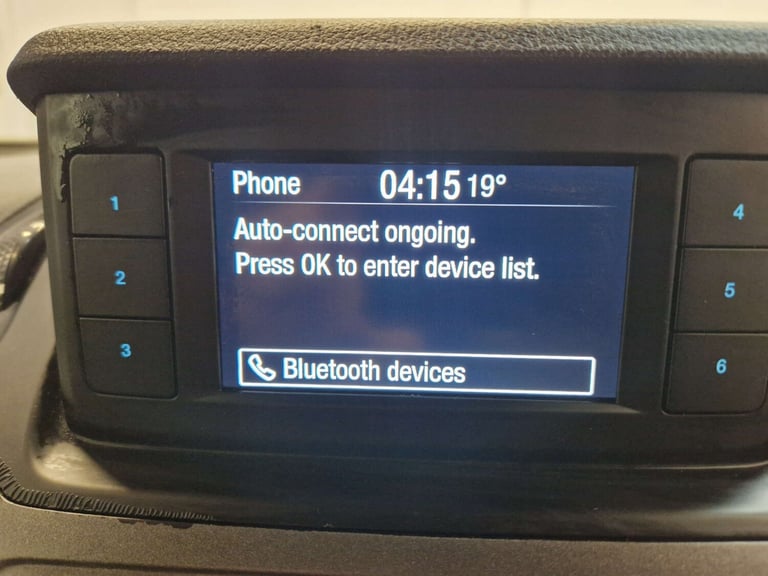 Phone 04:15 19°
Auto-connect ongoing.
Press OK to enter device list.
Bluetooth devices
1
2
3
4
5
6